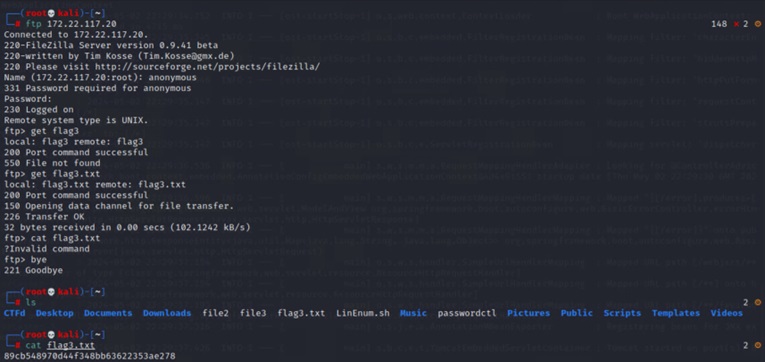 (root💀kali)-[~]
# ftp 172.22.117.20 148 × 2 ⚙
Connected to 172.22.117.20.
220-FileZilla Server version 0.9.41 beta
220-written by Tim Kosse (Tim.Kosse@gmx.de)
220 Please visit http://sourceforge.net/projects/filezilla/
Name (172.22.117.20:root): anonymous
331 Password required for anonymous
Password:
230 Logged on
Remote system type is UNIX.
ftp> get flag3
local: flag3 remote: flag3
200 Port command successful
550 File not found
ftp> get flag3.txt
local: flag3.txt remote: flag3.txt
200 Port command successful
150 Opening data channel for file transfer.
226 Transfer OK
32 bytes received in 0.00 secs (102.1242 kB/s)
ftp> cat flag3.txt
?Invalid command
ftp> bye
221 Goodbye
(root💀kali)-[~]
# ls 2 ⚙
CTFd Desktop Documents Downloads file2 file3 flag3.txt LinEnum.sh Music passwordctl Pictures Public Scripts Templates Videos
(root💀kali)-[~]
# cat flag3.txt 2 ⚙
89cb548970d44f348bb63622353ae278